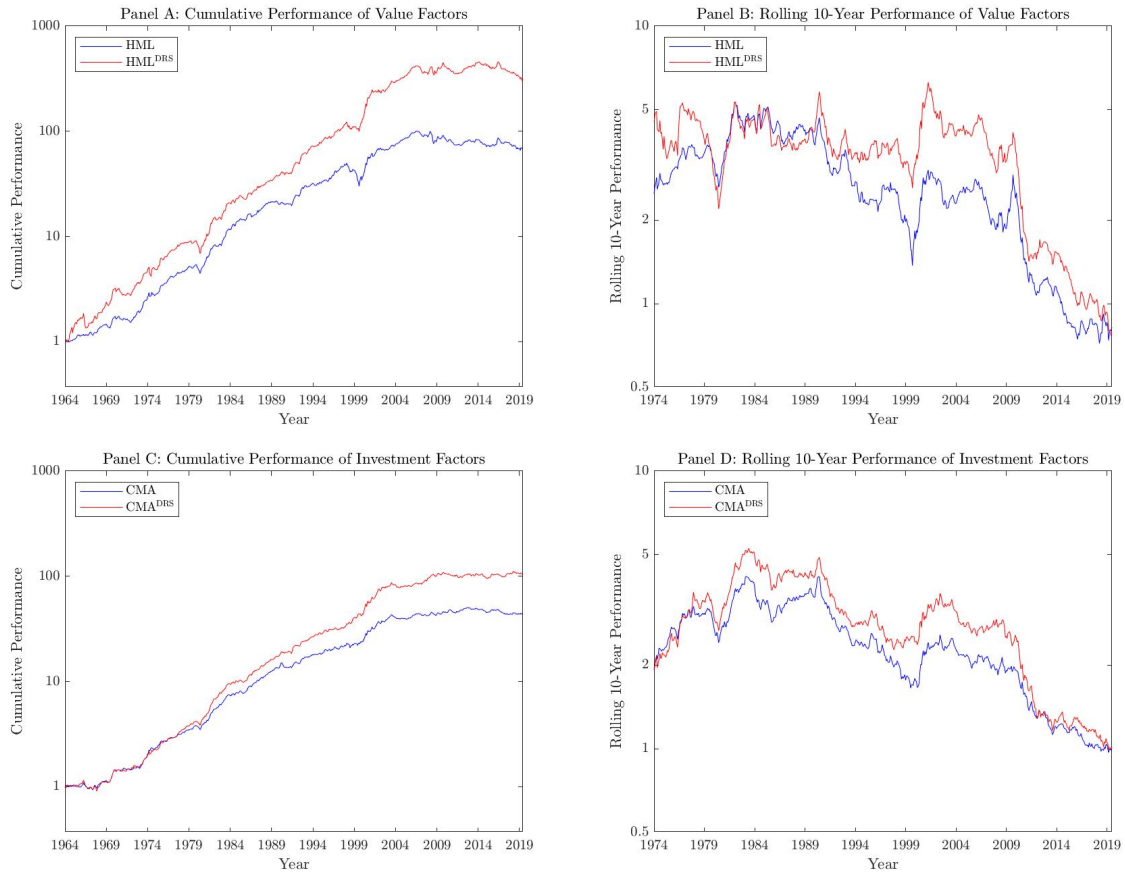 Panel A: Cumulative Performance of Value Factors
1000
100
10
1
Cumulative Performance
HML
HML^DRS
1964 1969 1974 1979 1984 1989 1994 1999 2004 2009 2014 2019
Year
Panel B: Rolling 10-Year Performance of Value Factors
10
5
2
1
0.5
Rolling 10-Year Performance
HML
HML^DRS
1974 1979 1984 1989 1994 1999 2004 2009 2014 2019
Year
Panel C: Cumulative Performance of Investment Factors
1000
100
10
1
Cumulative Performance
CMA
CMA^DRS
1964 1969 1974 1979 1984 1989 1994 1999 2004 2009 2014 2019
Year
Panel D: Rolling 10-Year Performance of Investment Factors
10
5
2
1
0.5
Rolling 10-Year Performance
CMA
CMA^DRS
1974 1979 1984 1989 1994 1999 2004 2009 2014 2019
Year